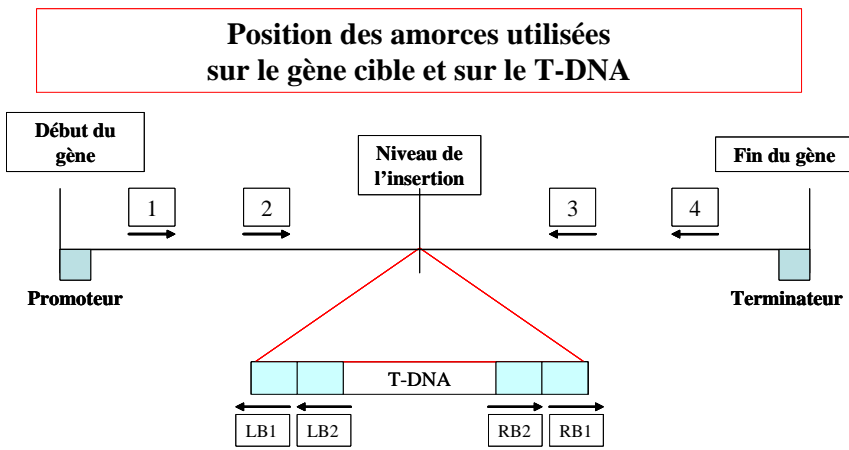 Position des amorces utilisées
sur le gène cible et sur le T-DNA
Début du
gène
Niveau de
l'insertion
Fin du gène
1
2
3
4
Promoteur
Terminateur
T-DNA
LB1
LB2
RB2
RB1